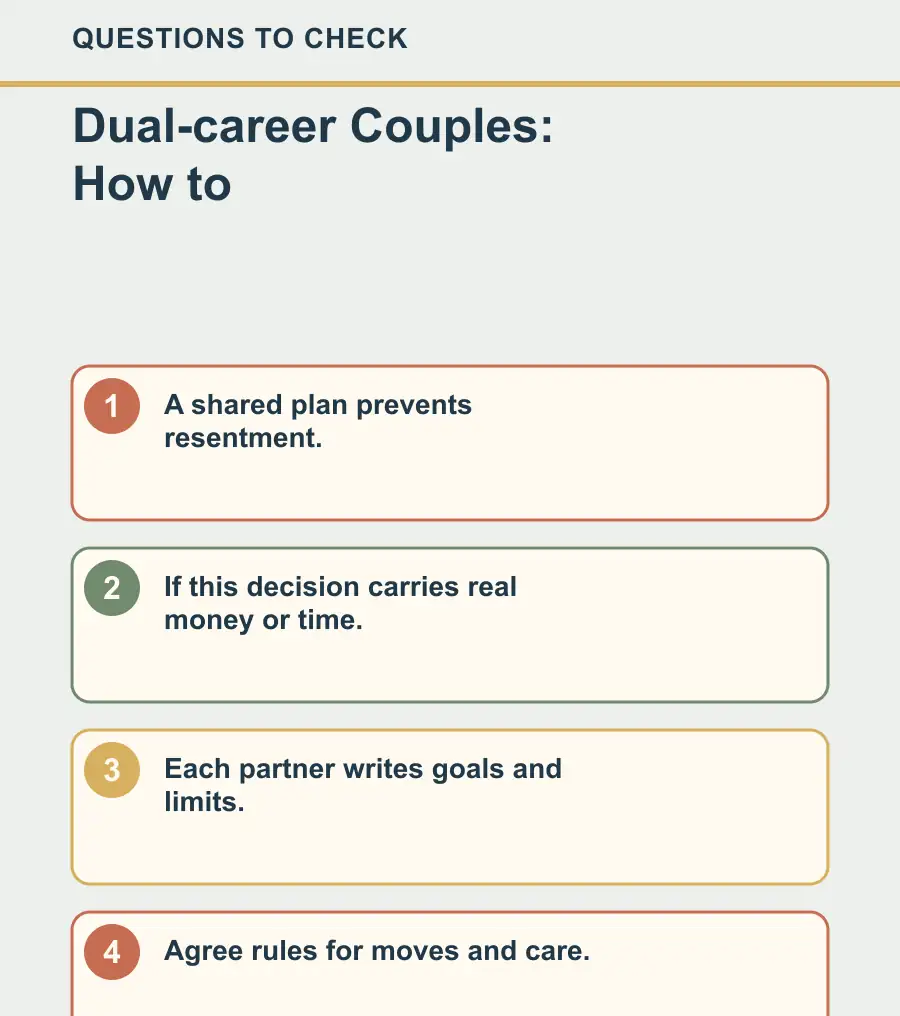 QUESTIONS TO CHECK
Dual-career Couples:
How to
1
A shared plan prevents
resentment.
2
If this decision carries real
money or time.
3
Each partner writes goals and
limits.
4
Agree rules for moves and care.